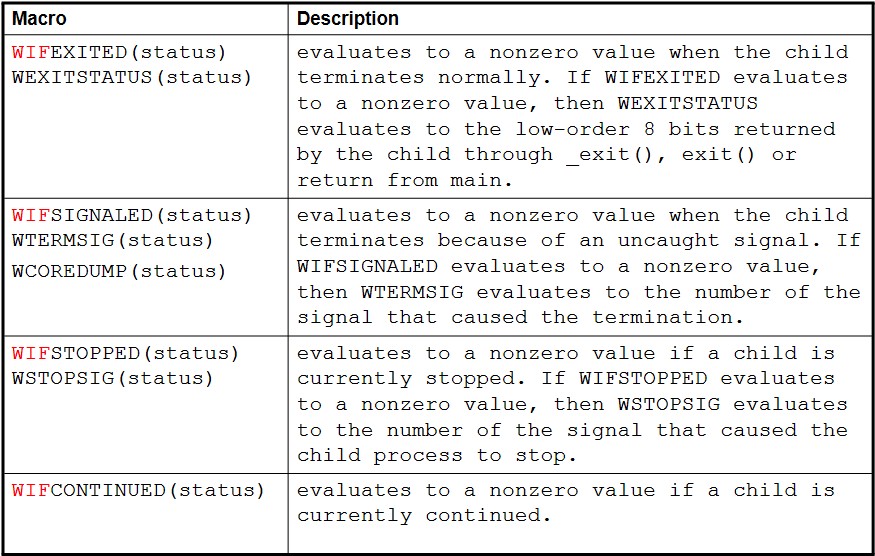 Macro Description
WIFEXITED(status) evaluates to a nonzero value when the child
WEXITSTATUS(status) terminates normally. If WIFEXITED evaluates
to a nonzero value, then WEXITSTATUS
evaluates to the low-order 8 bits returned
by the child through _exit(), exit() or
return from main.
WIFSIGNALED(status) evaluates to a nonzero value when the child
WTERMSIG(status) terminates because of an uncaught signal. If
WCOREDUMP(status) WIFSIGNALED evaluates to a nonzero value,
then WTERMSIG evaluates to the number of the
signal that caused the termination.
WIFSTOPPED(status) evaluates to a nonzero value if a child is
WSTOPSIG(status) currently stopped. If WIFSTOPPED evaluates
to a nonzero value, then WSTOPSIG evaluates
to the number of the signal that caused the
child process to stop.
WIFCONTINUED(status) evaluates to a nonzero value if a child is
currently continued.